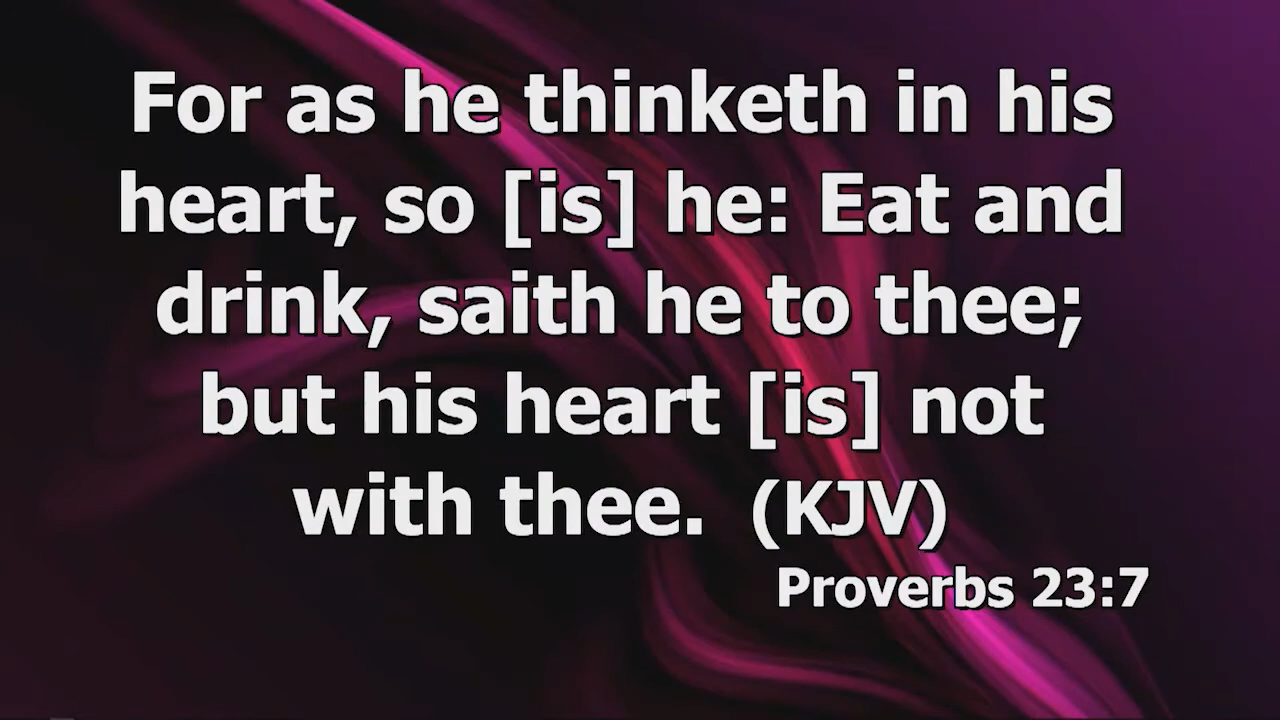 For as he thinketh in his
heart, so [is] he: Eat and
drink, saith he to thee;
but his heart [is] not
with thee. (KJV)
Proverbs 23:7